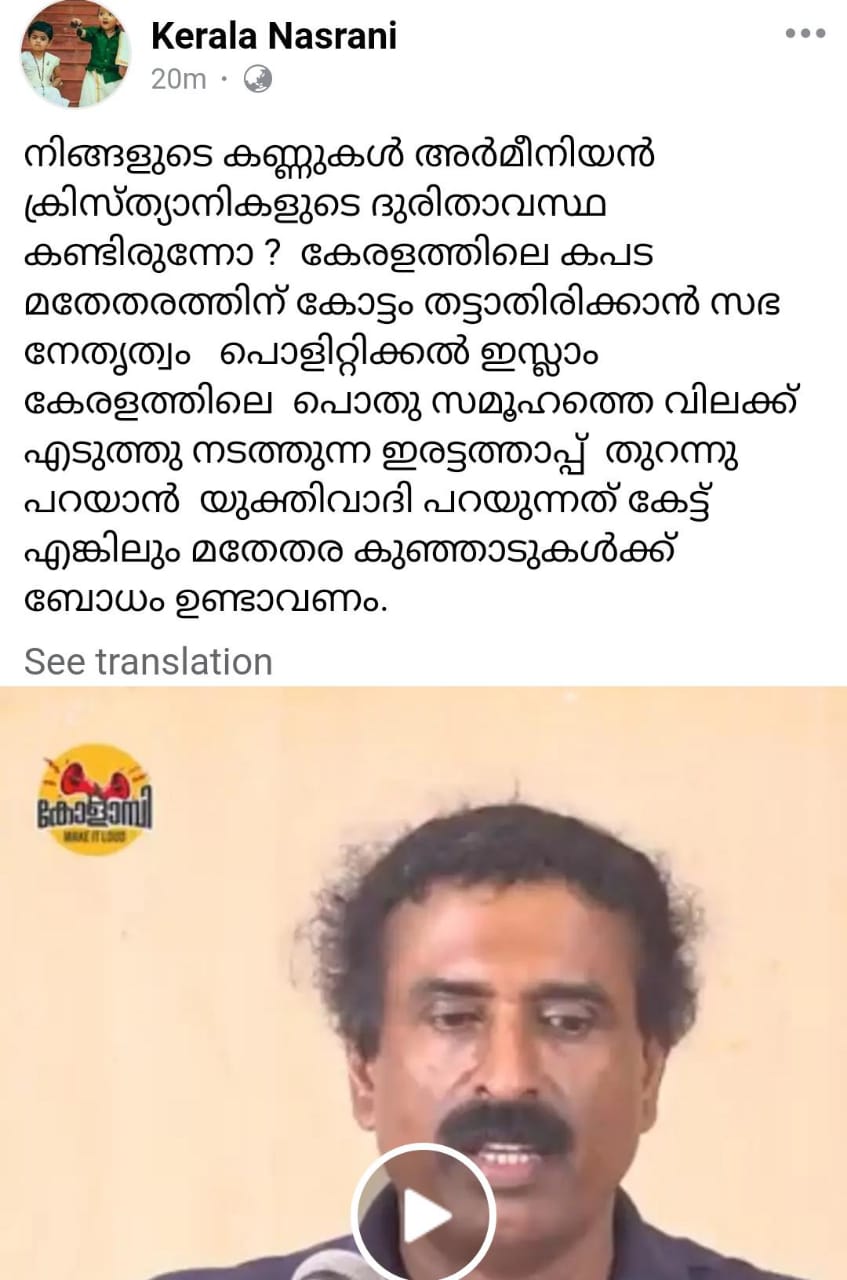 Kerala Nasrani
20m
നിങ്ങളുടെ കണ്ണുകൾ അർമീനിയൻ
ക്രിസ്ത്യാനികളുടെ ദുരിതാവസ്ഥ
കണ്ടിരുന്നോ ? കേരളത്തിലെ കപട
മതേതരത്തിന് കോട്ടം തട്ടാതിരിക്കാൻ സഭ
നേതൃത്വം പൊളിറ്റിക്കൽ ഇസ്ലാം
കേരളത്തിലെ പൊതു സമൂഹത്തെ വിലക്ക്
എടുത്തു നടത്തുന്ന ഇരട്ടത്താപ്പ് തുറന്നു
പറയാൻ യുക്തിവാദി പറയുന്നത് കേട്ട്
എങ്കിലും മതേതര കുഞ്ഞാടുകൾക്ക്
ബോധം ഉണ്ടാവണം.
See translation
കോളാമ്പി
MAKE IT LOUD